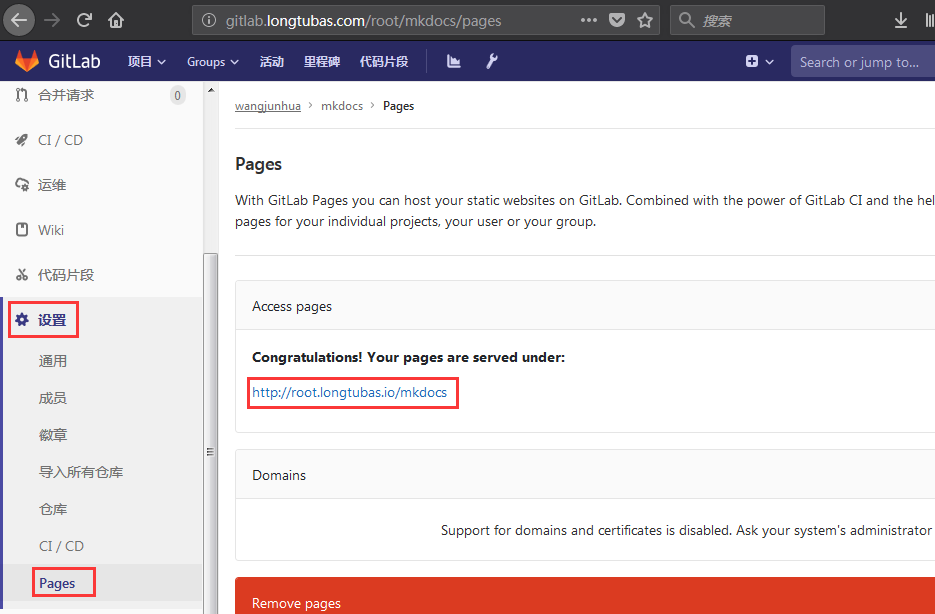 gitlab.longtubas.com/root/mkdocs/pages
搜索
GitLab 项目 Groups 活动 里程碑 代码片段 Search or jump to...
合并请求 0
CI / CD
运维
Wiki
代码片段
设置
通用
成员
徽章
导入所有仓库
仓库
CI / CD
Pages
wangjunhua › mkdocs › Pages
Pages
With GitLab Pages you can host your static websites on GitLab. Combined with the power of GitLab CI and the hel
pages for your individual projects, your user or your group.
Access pages
Congratulations! Your pages are served under:
http://root.longtubas.io/mkdocs
Domains
Support for domains and certificates is disabled. Ask your system's administrator
Remove pages